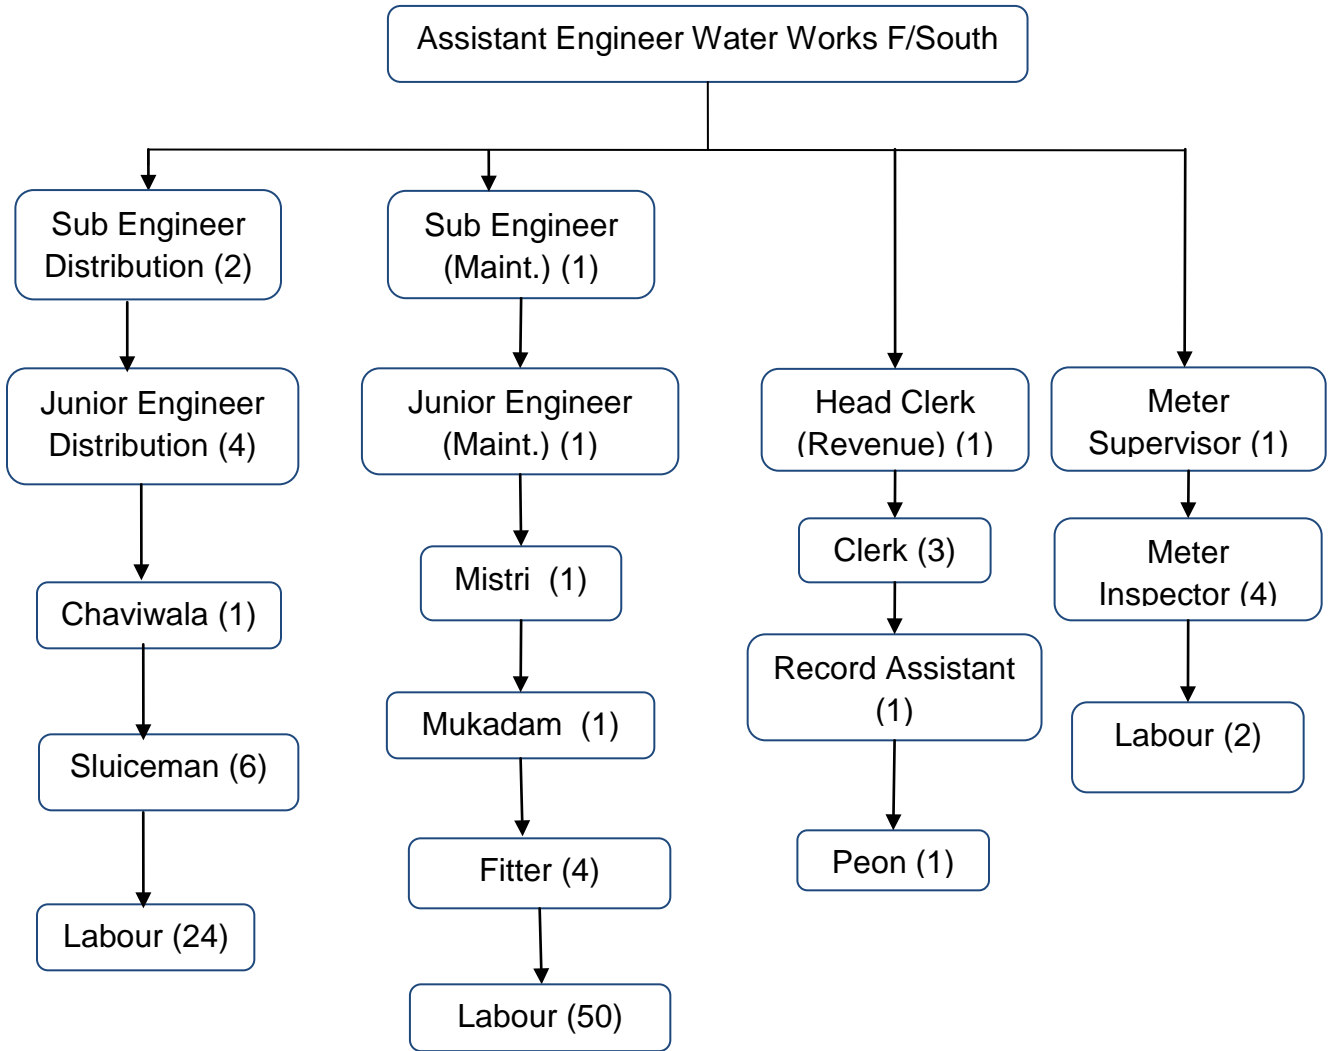 Assistant Engineer Water Works F/South
Sub Engineer
Distribution (2)
Sub Engineer
(Maint.) (1)
Junior Engineer
Distribution (4)
Junior Engineer
(Maint.) (1)
Head Clerk
(Revenue) (1)
Meter
Supervisor (1)
Chaviwala (1)
Mistri (1)
Clerk (3)
Meter
Inspector (4)
Sluiceman (6)
Mukadam (1)
Record Assistant
(1)
Labour (2)
Labour (24)
Fitter (4)
Peon (1)
Labour (50)